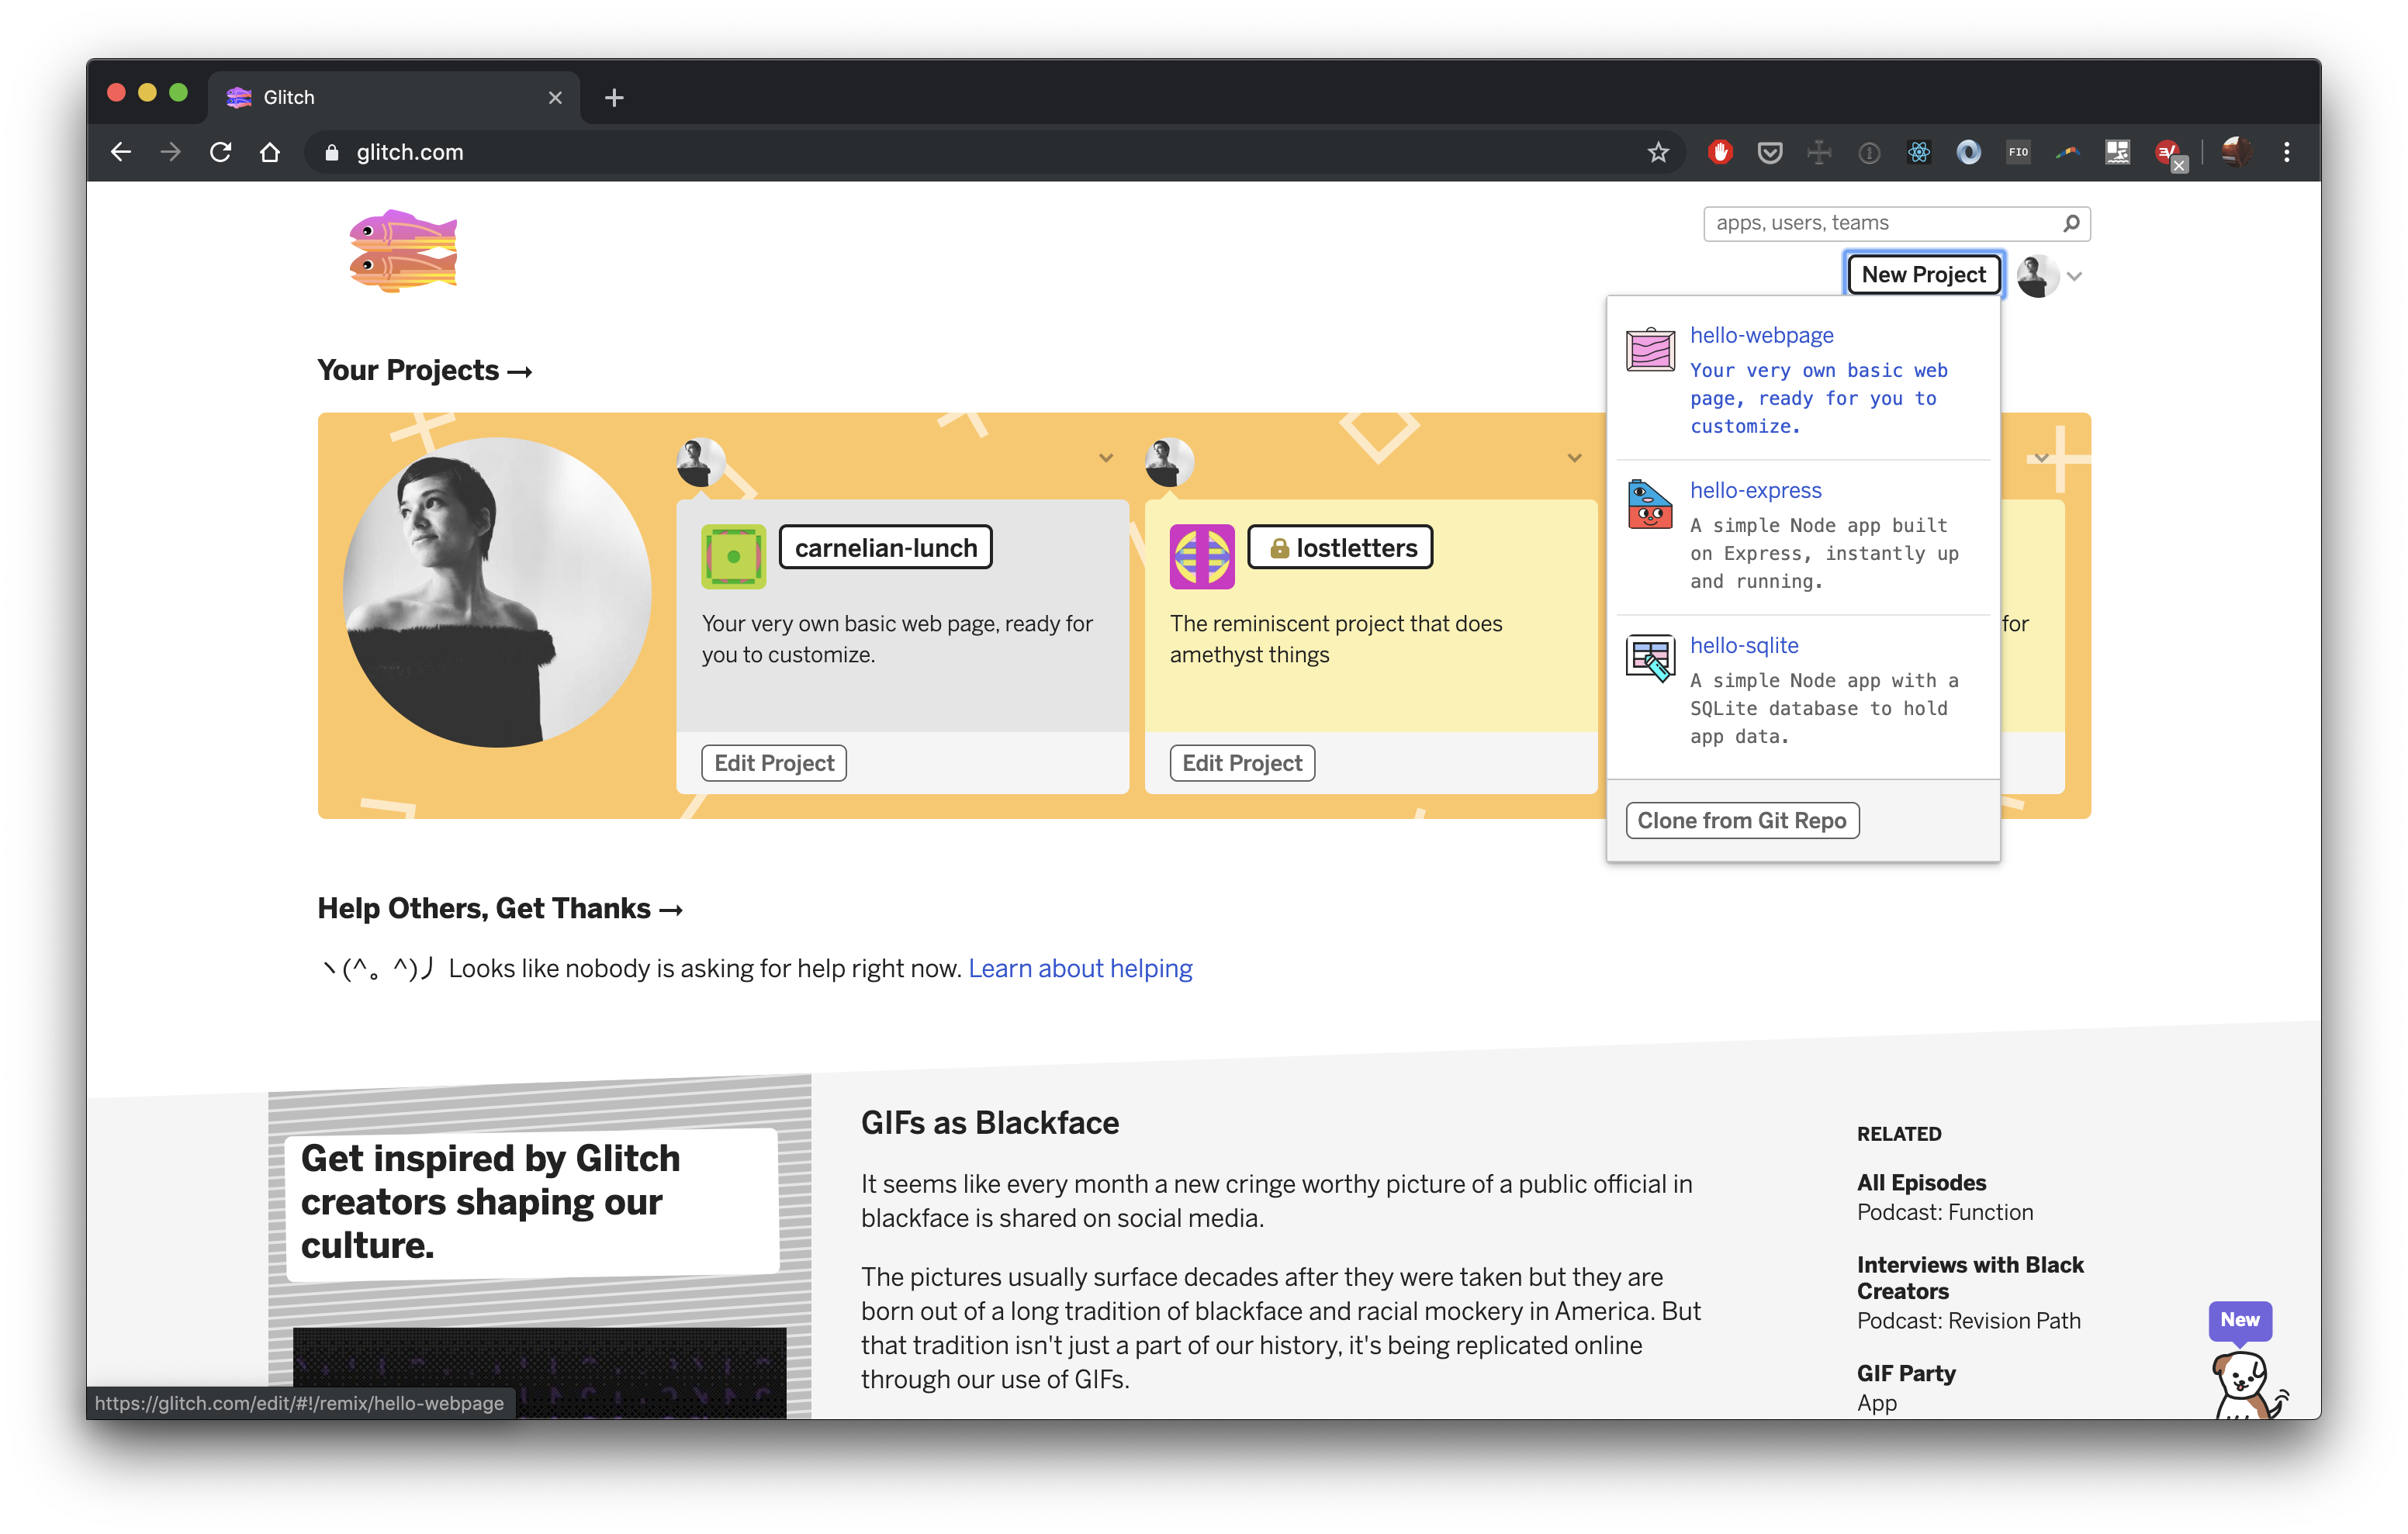 Glitch
glitch.com
FIO
apps, users, teams
New Project
Your Projects →
hello-webpage
Your very own basic web
page, ready for you to
customize.
hello-express
A simple Node app built
on Express, instantly up
and running.
hello-sqlite
A simple Node app with a
SQLite database to hold
app data.
Clone from Git Repo
carnelian-lunch
Your very own basic web page, ready for
you to customize.
Edit Project
lostletters
The reminiscent project that does
amethyst things
Edit Project
for
Help Others, Get Thanks →
ヽ(^。^)丿 Looks like nobody is asking for help right now. Learn about helping
Get inspired by Glitch
creators shaping our
culture.
GIFs as Blackface
It seems like every month a new cringe worthy picture of a public official in
blackface is shared on social media.
The pictures usually surface decades after they were taken but they are
born out of a long tradition of blackface and racial mockery in America. But
that tradition isn't just a part of our history, it's being replicated online
through our use of GIFs.
RELATED
All Episodes
Podcast: Function
Interviews with Black
Creators
Podcast: Revision Path
GIF Party
App
New
https://glitch.com/edit/#!/remix/hello-webpage